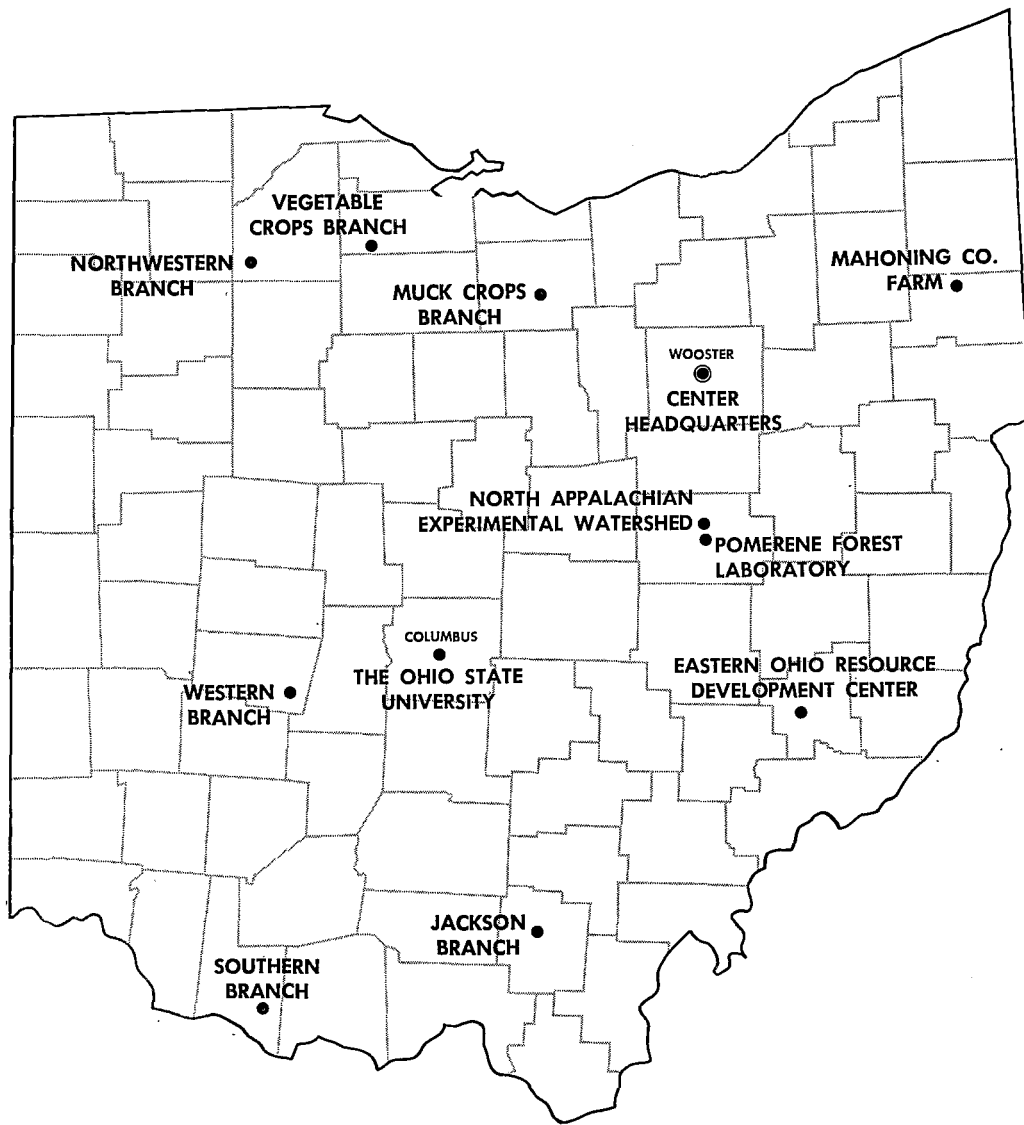 VEGETABLE
CROPS BRANCH
NORTHWESTERN
BRANCH
MAHONING CO.
FARM
MUCK CROPS
BRANCH
WOOSTER
CENTER
HEADQUARTERS
NORTH APPALACHIAN
EXPERIMENTAL WATERSHED
POMERENE FOREST
LABORATORY
COLUMBUS
THE OHIO STATE
UNIVERSITY
EASTERN OHIO RESOURCE
DEVELOPMENT CENTER
WESTERN
BRANCH
JACKSON
BRANCH
SOUTHERN
BRANCH